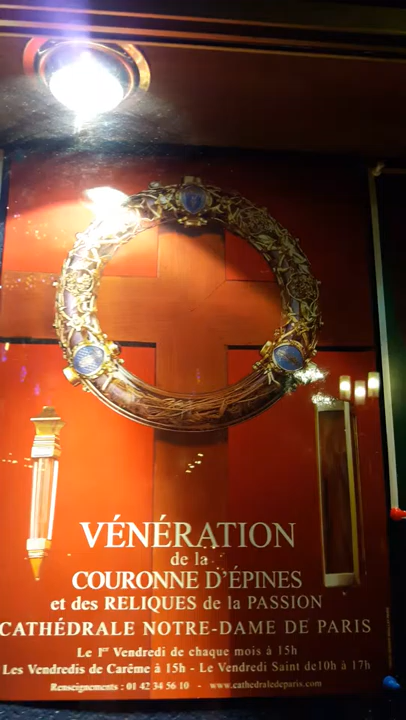 VÉNÉRATION
de la
COURONNE D'ÉPINES
et des RELIQUES de la PASSION
CATHÉDRALE NOTRE-DAME DE PARIS
Le 1er Vendredi de chaque mois à 15h
Les Vendredis de Carême à 15h - Le Vendredi Saint de10h à 17h
Renseignements : 01 42 34 56 10 - www.cathedraledeparis.com